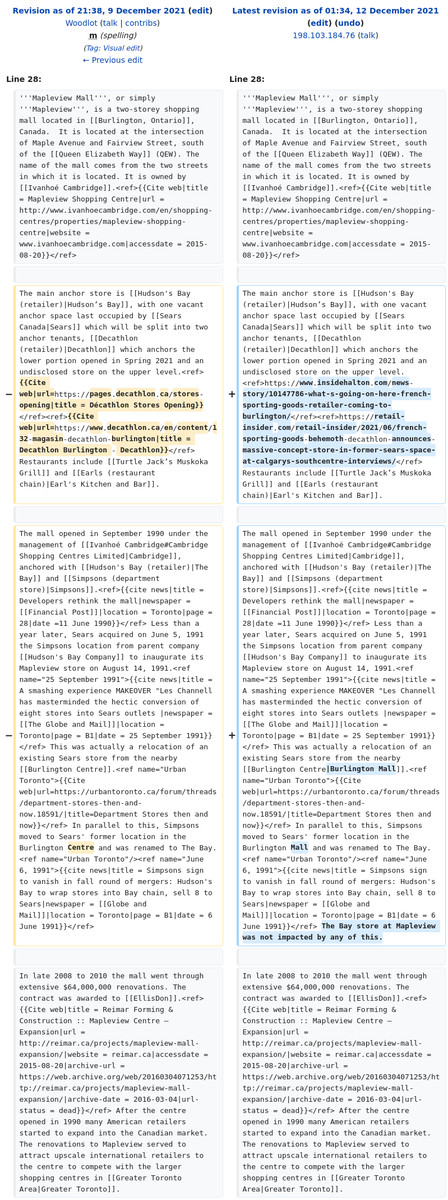 Revision as of 21:38, 9 December 2021 (edit)
Woodlot (talk | contribs)
m (spelling)
(Tag: Visual edit)
← Previous edit
Latest revision as of 01:34, 12 December 2021
(edit) (undo)
198.103.184.76 (talk)
Line 28:
'''Mapleview Mall''', or simply
'''Mapleview''', is a two-storey shopping
mall located in [[Burlington, Ontario]],
Canada.  It is located at the intersection
of Maple Avenue and Fairview Street, south
of the [[Queen Elizabeth Way]] (QEW). The
name of the mall comes from the two streets
in which it is located. It is owned by
[[Ivanhoé Cambridge]].<ref>{{Cite web|title
= Mapleview Shopping Centre|url =
http://www.ivanhoecambridge.com/en/shopping-
centres/properties/mapleview-shopping-
centre|website =
www.ivanhoecambridge.com|accessdate = 2015-
08-20}}</ref>
Line 28:
'''Mapleview Mall''', or simply
'''Mapleview''', is a two-storey shopping
mall located in [[Burlington, Ontario]],
Canada.  It is located at the intersection
of Maple Avenue and Fairview Street, south
of the [[Queen Elizabeth Way]] (QEW). The
name of the mall comes from the two streets
in which it is located. It is owned by
[[Ivanhoé Cambridge]].<ref>{{Cite web|title
= Mapleview Shopping Centre|url =
http://www.ivanhoecambridge.com/en/shopping-
centres/properties/mapleview-shopping-
centre|website =
www.ivanhoecambridge.com|accessdate = 2015-
08-20}}</ref>
−
The main anchor store is [[Hudson's Bay
(retailer)|Hudson’s Bay]], with one vacant
anchor space last occupied by [[Sears
Canada|Sears]] which will be split into two
anchor tenants, [[Decathlon
(retailer)|Decathlon]] which anchors the
lower portion opened in Spring 2021 and an
undisclosed store on the upper level.<ref>
{{Cite
web|url=https://pages.decathlon.ca/stores-
opening|title = Décathlon Stores Opening}}
</ref><ref>{{Cite
web|url=https://www.decathlon.ca/en/content/1
32-magasin-decathlon-burlington|title =
Decathlon Burlington - Decathlon}}</ref>
Restaurants include [[Turtle Jack’s Muskoka
Grill]] and [[Earls (restaurant
chain)|Earl's Kitchen and Bar]].
+
The main anchor store is [[Hudson's Bay
(retailer)|Hudson’s Bay]], with one vacant
anchor space last occupied by [[Sears
Canada|Sears]] which will be split into two
anchor tenants, [[Decathlon
(retailer)|Decathlon]] which anchors the
lower portion opened in Spring 2021 and an
undisclosed store on the upper level.
<ref>https://www.insidehalton.com/news-
story/10147786-what-s-going-on-here-french-
sporting-goods-retailer-coming-to-
burlington/</ref><ref>https://retail-
insider.com/retail-insider/2021/06/french-
sporting-goods-behemoth-decathlon-announces-
massive-concept-store-in-former-sears-space-
at-calgarys-southcentre-interviews/</ref>
Restaurants include [[Turtle Jack’s Muskoka
Grill]] and [[Earls (restaurant
chain)|Earl's Kitchen and Bar]].
−
The mall opened in September 1990 under the
management of [[Ivanhoé Cambridge#Cambridge
Shopping Centres Limited|Cambridge]],
anchored with [[Hudson's Bay (retailer)|The
Bay]] and [[Simpsons (department
store)|Simpsons]].<ref>{{cite news|title =
Developers rethink the mall|newspaper =
[[Financial Post]]|location = Toronto|page =
28|date =11 June 1990}}</ref> Less than a
year later, Sears acquired on June 5, 1991
the Simpsons location from parent company
[[Hudson's Bay Company]] to inaugurate its
Mapleview store on August 14, 1991.<ref
name="25 September 1991">{{cite news|title =
A smashing experience MAKEOVER "Les Channell
has masterminded the hectic conversion of
eight stores into Sears outlets |newspaper =
[[The Globe and Mail]]|location =
Toronto|page = B1|date = 25 September 1991}}
</ref> This was actually a relocation of an
existing Sears store from the nearby
[[Burlington Centre]].<ref name="Urban
Toronto">{{Cite
web|url=https://urbantoronto.ca/forum/threads
/department-stores-then-and-
now.18591/|title=Department Stores then and
now}}</ref> In parallel to this, Simpsons
moved to Sears' former location in the
Burlington Centre and was renamed to The Bay.
<ref name="Urban Toronto"/><ref name="June
6, 1991">{{cite news|title = Simpsons sign
to vanish in fall round of mergers: Hudson's
Bay to wrap stores into Bay chain, sell 8 to
Sears|newspaper = [[Globe and
Mail]]|location = Toronto|page = B1|date = 6
June 1991}}</ref>
+
The mall opened in September 1990 under the
management of [[Ivanhoé Cambridge#Cambridge
Shopping Centres Limited|Cambridge]],
anchored with [[Hudson's Bay (retailer)|The
Bay]] and [[Simpsons (department
store)|Simpsons]].<ref>{{cite news|title =
Developers rethink the mall|newspaper =
[[Financial Post]]|location = Toronto|page =
28|date =11 June 1990}}</ref> Less than a
year later, Sears acquired on June 5, 1991
the Simpsons location from parent company
[[Hudson's Bay Company]] to inaugurate its
Mapleview store on August 14, 1991.<ref
name="25 September 1991">{{cite news|title =
A smashing experience MAKEOVER "Les Channell
has masterminded the hectic conversion of
eight stores into Sears outlets |newspaper =
[[The Globe and Mail]]|location =
Toronto|page = B1|date = 25 September 1991}}
</ref> This was actually a relocation of an
existing Sears store from the nearby
[[Burlington Centre|Burlington Mall]].<ref
name="Urban Toronto">{{Cite
web|url=https://urbantoronto.ca/forum/threads
/department-stores-then-and-
now.18591/|title=Department Stores then and
now}}</ref> In parallel to this, Simpsons
moved to Sears' former location in the
Burlington Mall and was renamed to The Bay.
<ref name="Urban Toronto"/><ref name="June
6, 1991">{{cite news|title = Simpsons sign
to vanish in fall round of mergers: Hudson's
Bay to wrap stores into Bay chain, sell 8 to
Sears|newspaper = [[Globe and
Mail]]|location = Toronto|page = B1|date = 6
June 1991}}</ref> The Bay store at Mapleview
was not impacted by any of this.
In late 2008 to 2010 the mall went through
extensive $64,000,000 renovations. The
contract was awarded to [[EllisDon]].<ref>
{{Cite web|title = Reimar Forming &
Construction :: Mapleview Centre –
Expansion|url =
http://reimar.ca/projects/mapleview-mall-
expansion/|website = reimar.ca|accessdate =
2015-08-20|archive-url =
https://web.archive.org/web/20160304071253/ht
tp://reimar.ca/projects/mapleview-mall-
expansion/|archive-date = 2016-03-04|url-
status = dead}}</ref> After the centre
opened in 1990 many American retailers
started to expand into the Canadian market.
The renovations to Mapleview served to
attract upscale international retailers to
the centre to compete with the larger
shopping centres in [[Greater Toronto
Area|Greater Toronto]].
In late 2008 to 2010 the mall went through
extensive $64,000,000 renovations. The
contract was awarded to [[EllisDon]].<ref>
{{Cite web|title = Reimar Forming &
Construction :: Mapleview Centre –
Expansion|url =
http://reimar.ca/projects/mapleview-mall-
expansion/|website = reimar.ca|accessdate =
2015-08-20|archive-url =
https://web.archive.org/web/20160304071253/ht
tp://reimar.ca/projects/mapleview-mall-
expansion/|archive-date = 2016-03-04|url-
status = dead}}</ref> After the centre
opened in 1990 many American retailers
started to expand into the Canadian market.
The renovations to Mapleview served to
attract upscale international retailers to
the centre to compete with the larger
shopping centres in [[Greater Toronto
Area|Greater Toronto]].